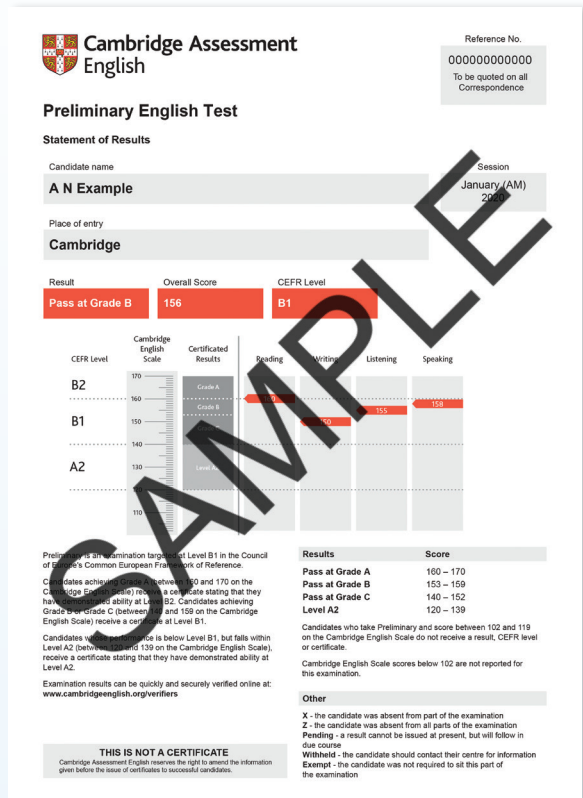 Cambridge Assessment
English
Reference No.
000000000000
To be quoted on all
Correspondence
Preliminary English Test
Statement of Results
Candidate name
A N Example
Session
January (AM)
2020
Place of entry
Cambridge
Result
Overall Score
CEFR Level
Pass at Grade B
156
B1
CEFR Level
Cambridge
English
Scale
Certificated
Results
Reading
Writing
Listening
Speaking
B2
B1
A2
170
160
150
140
130
110
Grade A
Grade B
155
158
SAMPLE
Preliminary is an examination targeted at Level B1 in the Council
of Europe's Common European Framework of Reference.
Candidates achieving Grade A (between 160 and 170 on the
Cambridge English Scale) receive a certificate stating that they
have demonstrated ability at Level B2. Candidates achieving
Grade B or Grade C (between 140 and 159 on the Cambridge
English Scale) receive a certificate at Level B1.
Candidates whose performance is below Level B1, but falls within
Level A2 (between 120 and 139 on the Cambridge English Scale),
receive a certificate stating that they have demonstrated ability at
Level A2.
Examination results can be quickly and securely verified online at:
www.cambridgeenglish.org/verifiers
THIS IS NOT A CERTIFICATE
Cambridge Assessment English reserves the right to amend the information
given before the issue of certificates to successful candidates.
Results Score
Pass at Grade A 160 – 170
Pass at Grade B 153 – 159
Pass at Grade C 140 – 152
Level A2 120 – 139
Candidates who take Preliminary and score between 102 and 119
on the Cambridge English Scale do not receive a result, CEFR level
or certificate.
Cambridge English Scale scores below 102 are not reported for
this examination.
Other
X - the candidate was absent from part of the examination
Z - the candidate was absent from all parts of the examination
Pending - a result cannot be issued at present, but will follow in
due course
Withheld - the candidate should contact their centre for information
Exempt - the candidate was not required to sit this part of
the examination